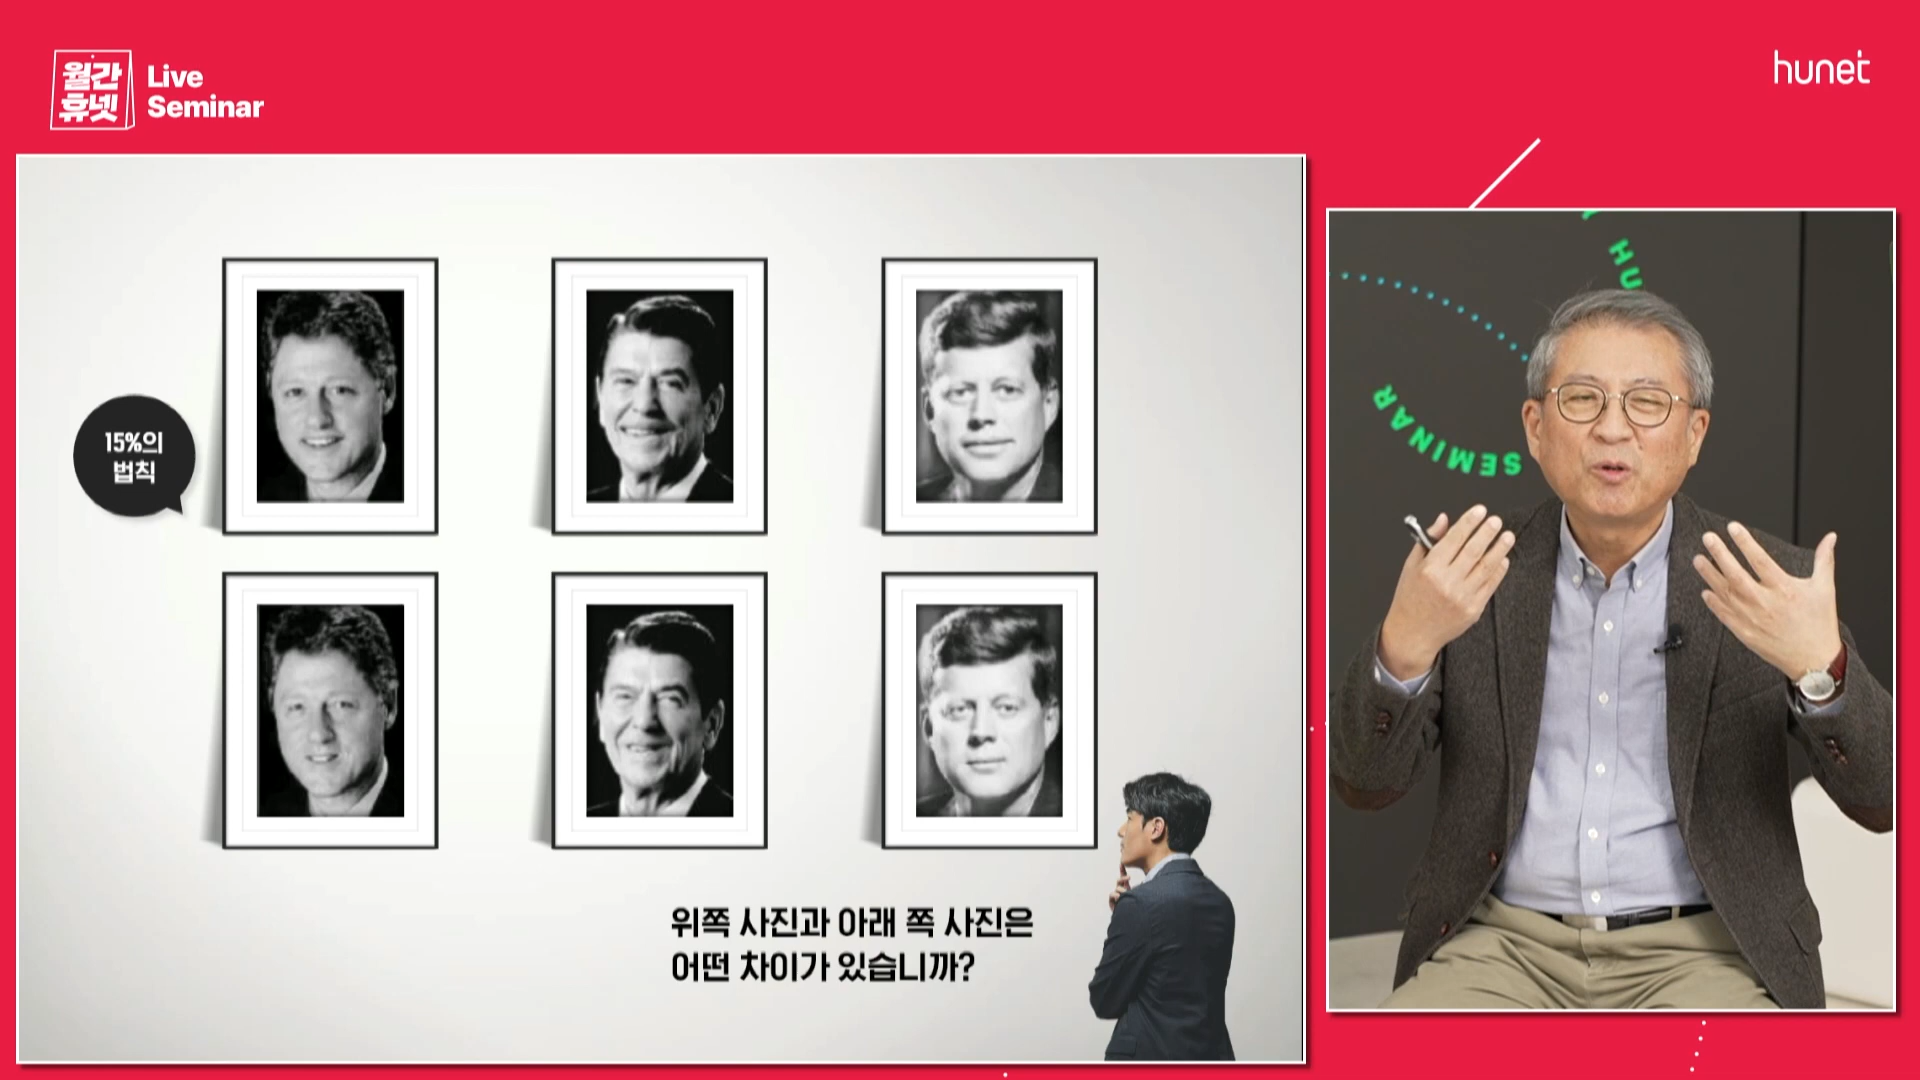 월간
휴넷
Live
Seminar
hunet
15%의
법칙
위쪽 사진과 아래 쪽 사진은
어떤 차이가 있습니까?
HU
SEMINAR